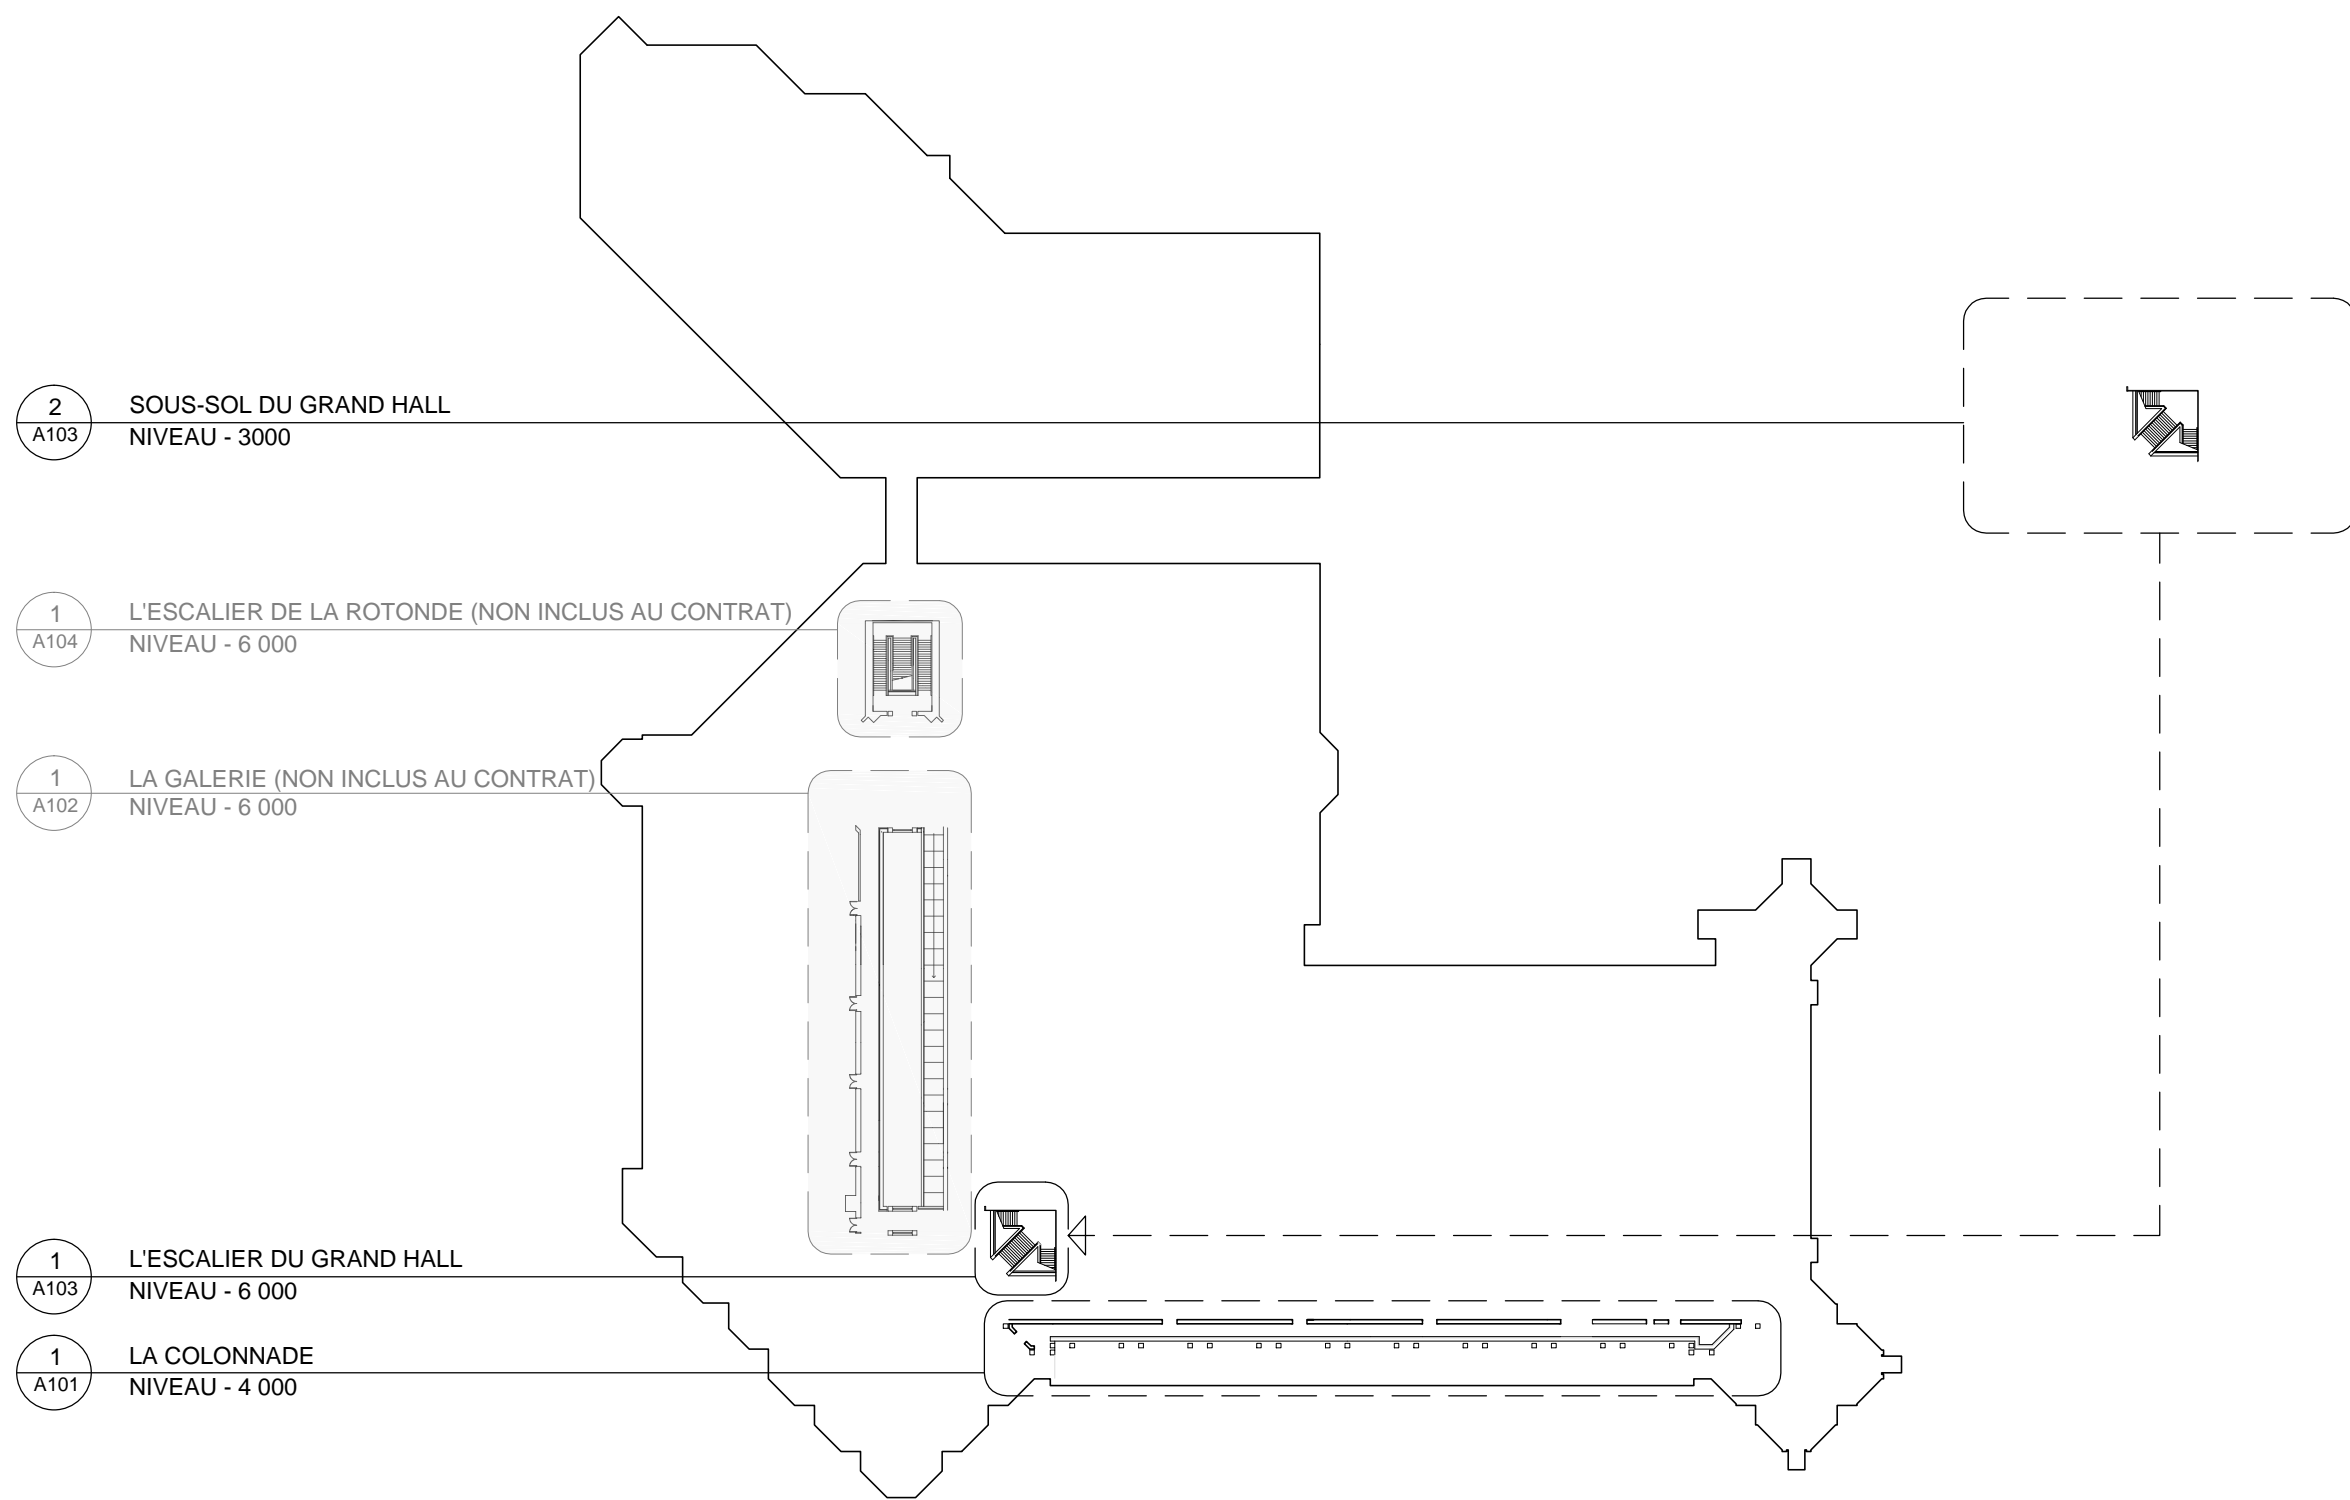 2
A103
SOUS-SOL DU GRAND HALL
NIVEAU - 3000
1
A104
L'ESCALIER DE LA ROTONDE (NON INCLUS AU CONTRAT)
NIVEAU - 6 000
1
A102
LA GALERIE (NON INCLUS AU CONTRAT)
NIVEAU - 6 000
1
A103
L'ESCALIER DU GRAND HALL
NIVEAU - 6 000
1
A101
LA COLONNADE
NIVEAU - 4 000